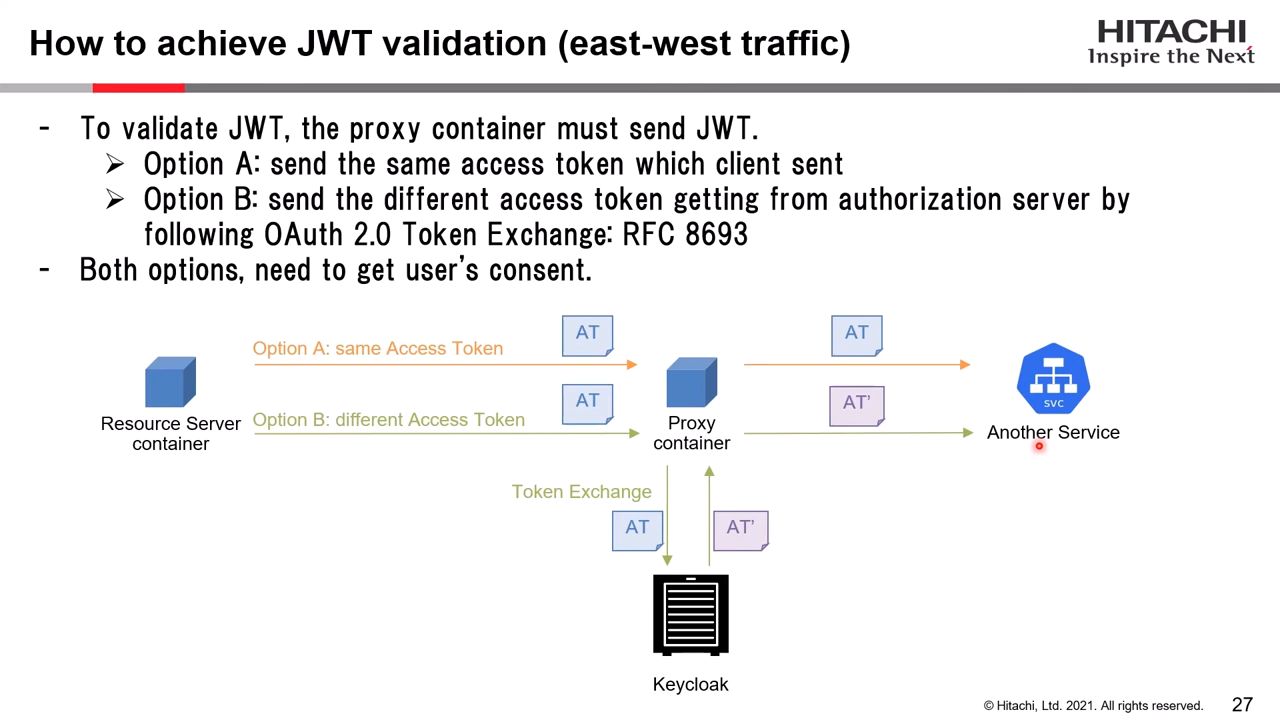 How to achieve JWT validation (east-west traffic)
HITACHI
Inspire the Next
- To validate JWT, the proxy container must send JWT.
➢ Option A: send the same access token which client sent
➢ Option B: send the different access token getting from authorization server by
following OAuth 2.0 Token Exchange: RFC 8693
- Both options, need to get user's consent.
Option A: same Access Token
AT
AT
Option B: different Access Token
AT
AT'
Resource Server
container
Proxy
container
svc
Another Service
Token Exchange
AT
AT'
Keycloak
© Hitachi, Ltd. 2021. All rights reserved.
27